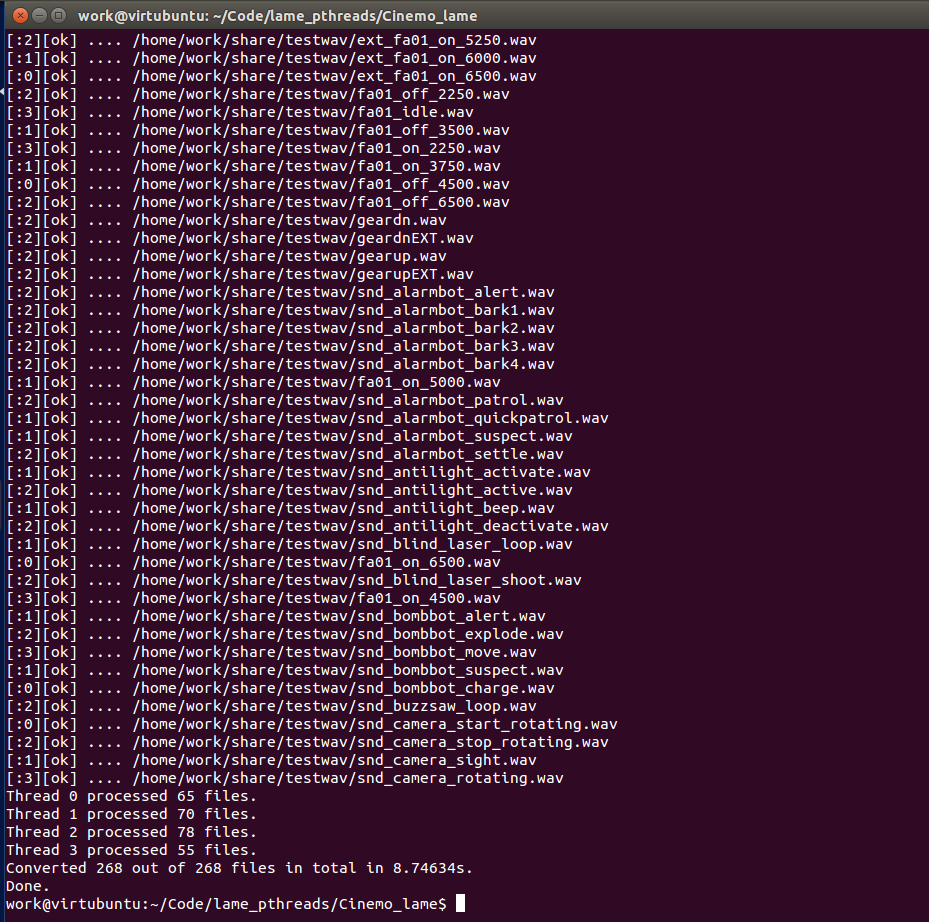 work@virtubuntu: ~/Code/lame_pthreads/Cinemo_lame
[:2][ok] .... /home/work/share/testwav/ext_fa01_on_5250.wav
[:1][ok] .... /home/work/share/testwav/ext_fa01_on_6000.wav
[:0][ok] .... /home/work/share/testwav/ext_fa01_on_6500.wav
[:2][ok] .... /home/work/share/testwav/fa01_off_2250.wav
[:3][ok] .... /home/work/share/testwav/fa01_idle.wav
[:1][ok] .... /home/work/share/testwav/fa01_off_3500.wav
[:3][ok] .... /home/work/share/testwav/fa01_on_2250.wav
[:1][ok] .... /home/work/share/testwav/fa01_on_3750.wav
[:0][ok] .... /home/work/share/testwav/fa01_off_4500.wav
[:2][ok] .... /home/work/share/testwav/fa01_off_6500.wav
[:2][ok] .... /home/work/share/testwav/geardn.wav
[:2][ok] .... /home/work/share/testwav/geardnEXT.wav
[:2][ok] .... /home/work/share/testwav/gearup.wav
[:2][ok] .... /home/work/share/testwav/gearupEXT.wav
[:2][ok] .... /home/work/share/testwav/snd_alarmbot_alert.wav
[:2][ok] .... /home/work/share/testwav/snd_alarmbot_bark1.wav
[:2][ok] .... /home/work/share/testwav/snd_alarmbot_bark2.wav
[:2][ok] .... /home/work/share/testwav/snd_alarmbot_bark3.wav
[:2][ok] .... /home/work/share/testwav/snd_alarmbot_bark4.wav
[:1][ok] .... /home/work/share/testwav/fa01_on_5000.wav
[:2][ok] .... /home/work/share/testwav/snd_alarmbot_patrol.wav
[:1][ok] .... /home/work/share/testwav/snd_alarmbot_quickpatrol.wav
[:1][ok] .... /home/work/share/testwav/snd_alarmbot_suspect.wav
[:2][ok] .... /home/work/share/testwav/snd_alarmbot_settle.wav
[:1][ok] .... /home/work/share/testwav/snd_antilight_activate.wav
[:2][ok] .... /home/work/share/testwav/snd_antilight_active.wav
[:1][ok] .... /home/work/share/testwav/snd_antilight_beep.wav
[:2][ok] .... /home/work/share/testwav/snd_antilight_deactivate.wav
[:1][ok] .... /home/work/share/testwav/snd_blind_laser_loop.wav
[:0][ok] .... /home/work/share/testwav/fa01_on_6500.wav
[:2][ok] .... /home/work/share/testwav/snd_blind_laser_shoot.wav
[:3][ok] .... /home/work/share/testwav/fa01_on_4500.wav
[:1][ok] .... /home/work/share/testwav/snd_bombbot_alert.wav
[:2][ok] .... /home/work/share/testwav/snd_bombbot_explode.wav
[:3][ok] .... /home/work/share/testwav/snd_bombbot_move.wav
[:1][ok] .... /home/work/share/testwav/snd_bombbot_suspect.wav
[:0][ok] .... /home/work/share/testwav/snd_bombbot_charge.wav
[:2][ok] .... /home/work/share/testwav/snd_buzzsaw_loop.wav
[:0][ok] .... /home/work/share/testwav/snd_camera_start_rotating.wav
[:2][ok] .... /home/work/share/testwav/snd_camera_stop_rotating.wav
[:1][ok] .... /home/work/share/testwav/snd_camera_sight.wav
[:3][ok] .... /home/work/share/testwav/snd_camera_rotating.wav
Thread 0 processed 65 files.
Thread 1 processed 70 files.
Thread 2 processed 78 files.
Thread 3 processed 55 files.
Converted 268 out of 268 files in total in 8.74634s.
Done.
work@virtubuntu:~/Code/lame_pthreads/Cinemo_lame$